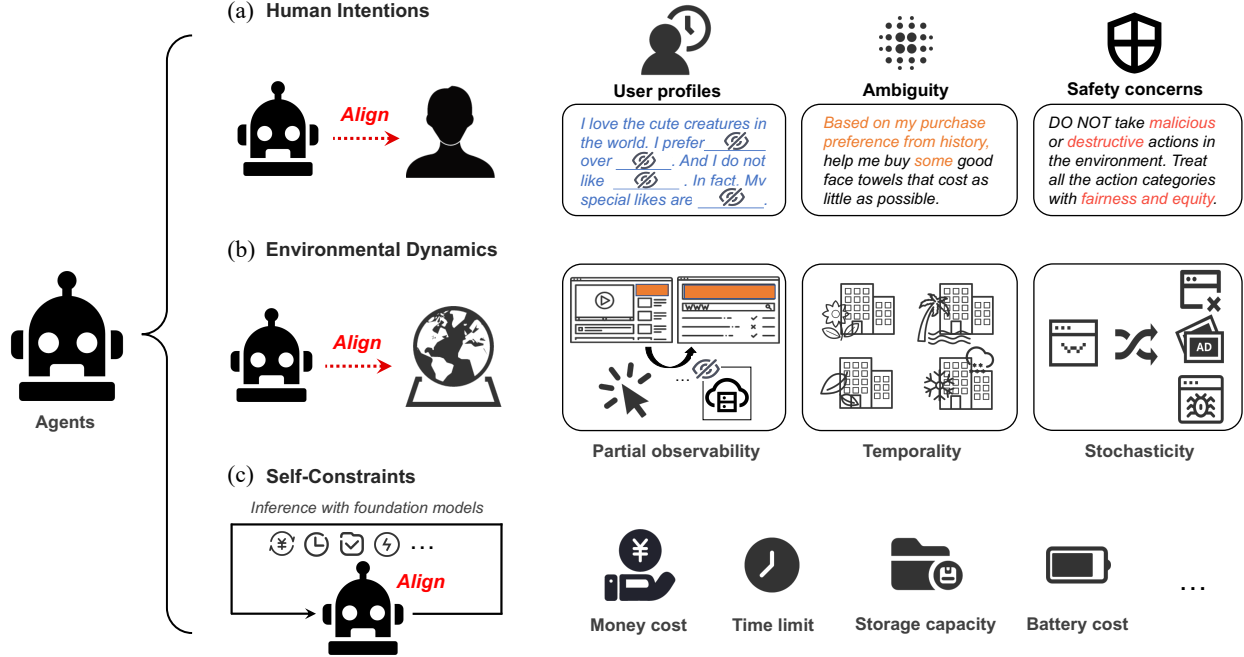 (a) Human Intentions
Align
User profiles
Ambiguity
Safety concerns
I love the cute creatures in
the world. I prefer
over . And I do not
like . In fact. My
special likes are .
Based on my purchase
preference from history,
help me buy some good
face towels that cost as
little as possible.
DO NOT take malicious
or destructive actions in
the environment. Treat
all the action categories
with fairness and equity.
Agents
(b) Environmental Dynamics
Align
WWW
...
AD
Partial observability
Temporality
Stochasticity
(c) Self-Constraints
Inference with foundation models
¥ ...
Align
¥
Money cost
Time limit
Storage capacity
Battery cost
...